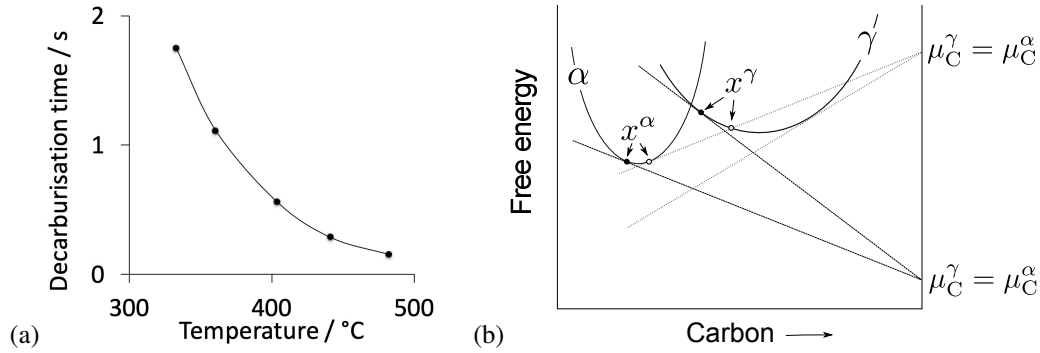 (a)
Decarburisation time / s
2
1
0
300
400
500
Temperature / °C
(b)
Free energy
α
γ
x^α
x^γ
μ_C^γ = μ_C^α
μ_C^γ = μ_C^α
Carbon